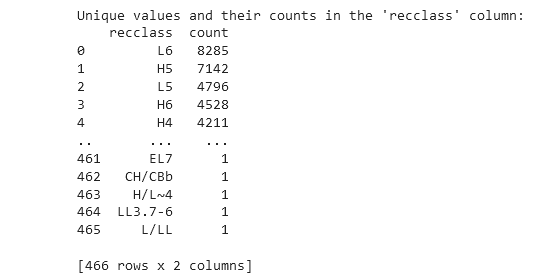 Unique values and their counts in the 'recclass' column:
recclass count
0 L6 8285
1 H5 7142
2 L5 4796
3 H6 4528
4 H4 4211
.. ... ...
461 EL7 1
462 CH/CBb 1
463 H/L~4 1
464 LL3.7-6 1
465 L/LL 1
[466 rows x 2 columns]